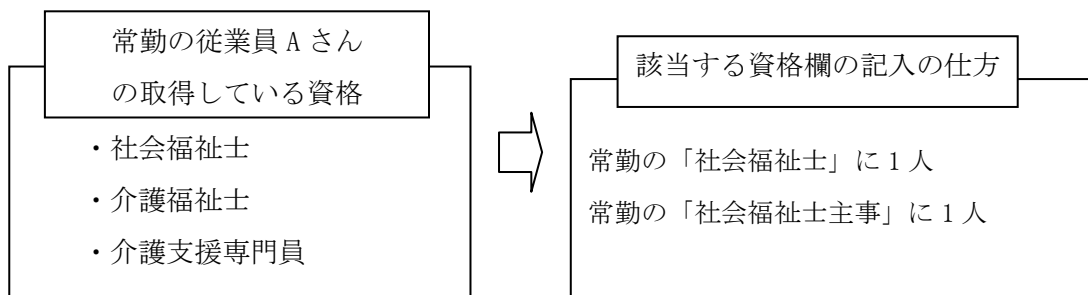 常勤の従業員 A さん
の取得している資格
・社会福祉士
・介護福祉士
・介護支援専門員
該当する資格欄の記入の仕方
常勤の「社会福祉士」に 1 人
常勤の「社会福祉士主事」に 1 人